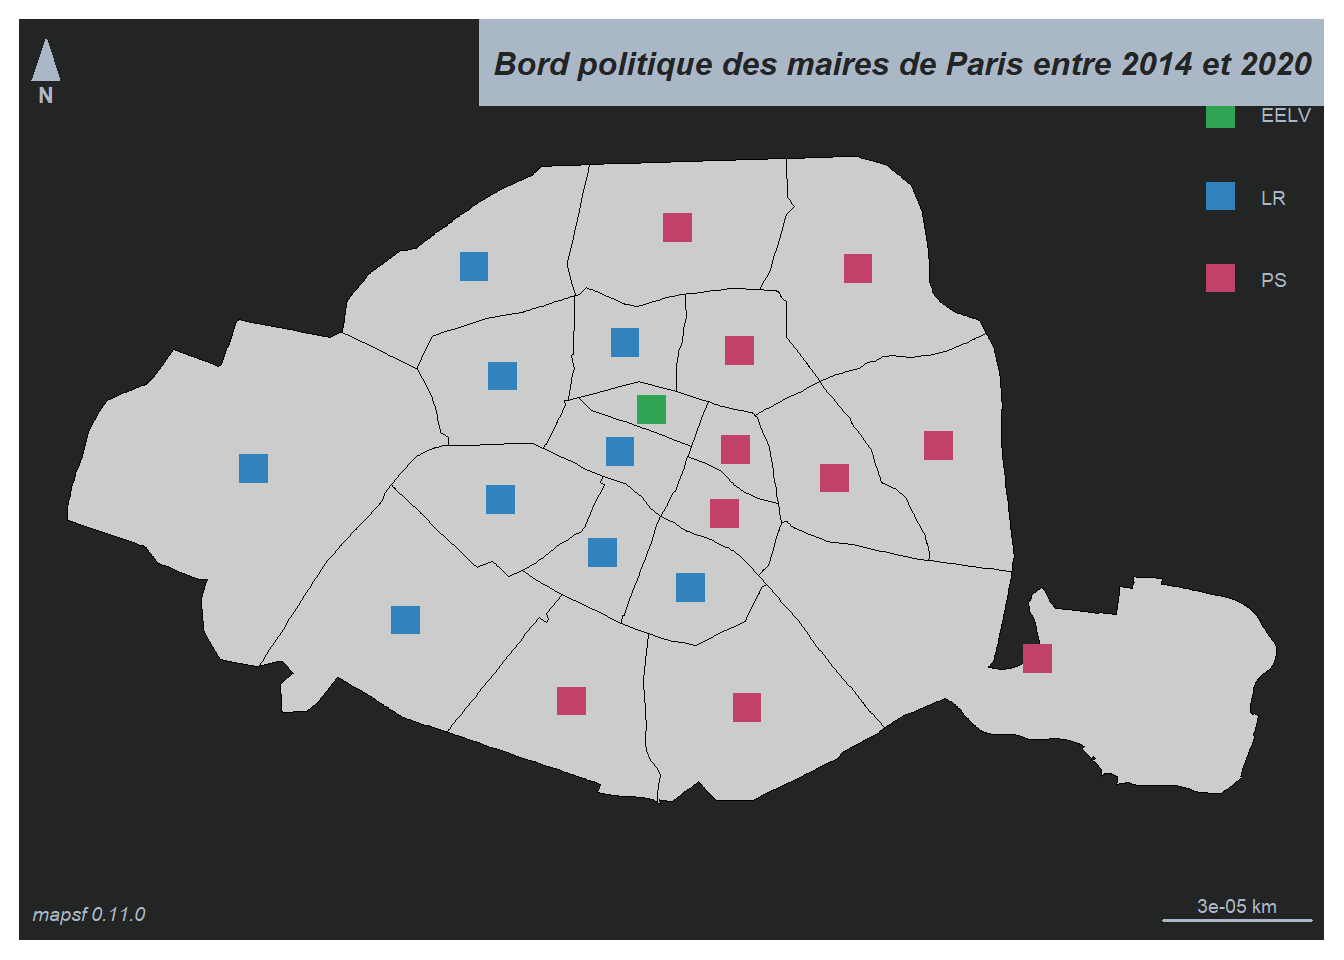 Bord politique des maires de Paris entre 2014 et 2020
N
EELV
LR
PS
mapsf 0.11.0
3e-05 km